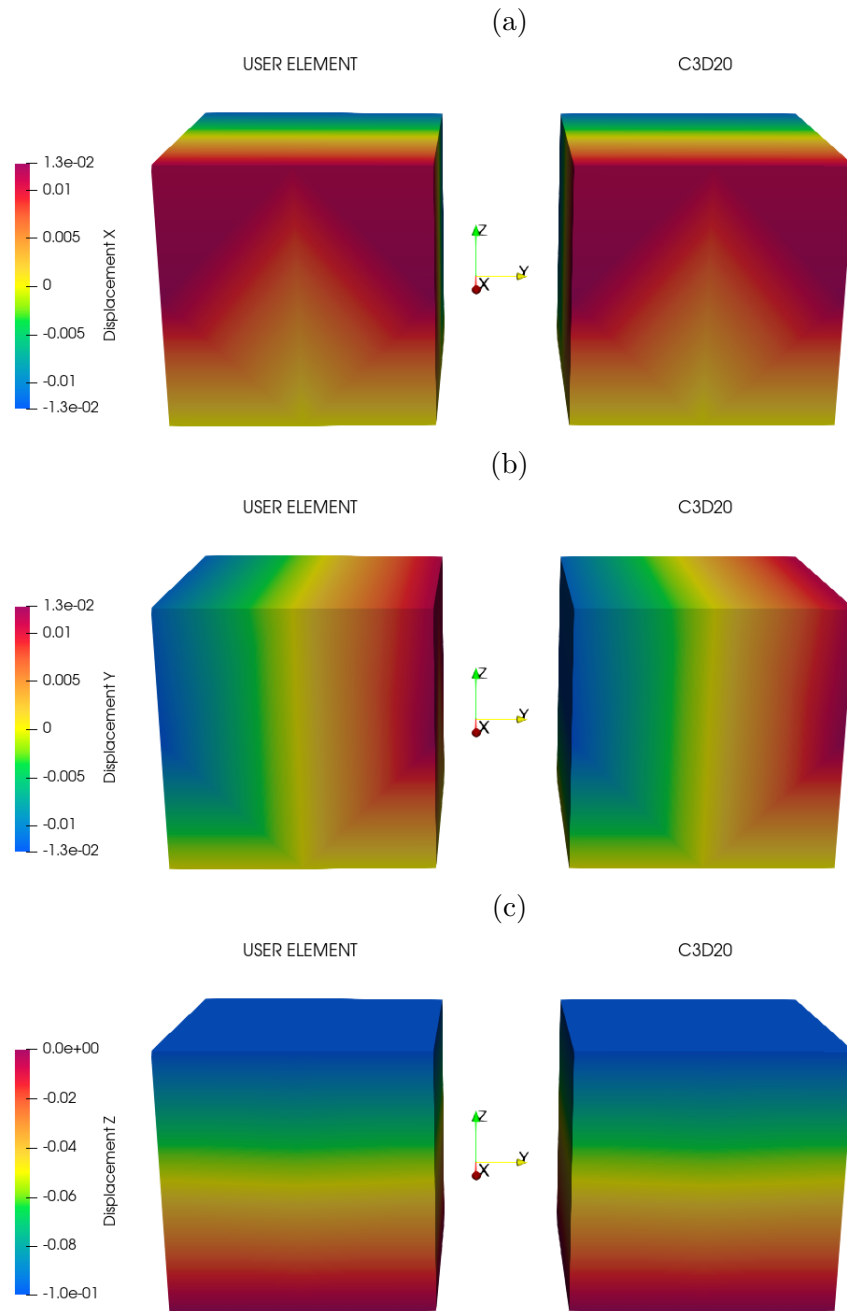 (a)
USER ELEMENT C3D20
1.3e-02
0.01
0.005
0
-0.005
-0.01
-1.3e-02
Displacement X
Z
Y
X
(b)
USER ELEMENT C3D20
1.3e-02
0.01
0.005
0
-0.005
-0.01
-1.3e-02
Displacement Y
Z
Y
X
(c)
USER ELEMENT C3D20
0.0e+00
-0.02
-0.04
-0.06
-0.08
-1.0e-01
Displacement Z
Z
Y
X